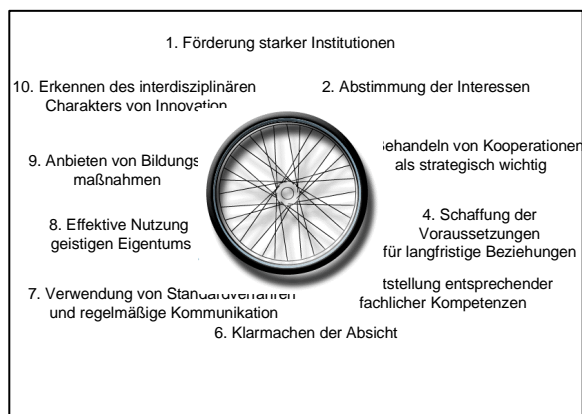 1. Förderung starker Institutionen
10. Erkennen des interdisziplinären
Charakters von Innovation
2. Abstimmung der Interessen
von Kooperationen
als strategisch wichtig
9. Anbieten von Bildungs
maßnahmen
4. Schaffung der
Voraussetzungen
für langfristige Beziehungen
8. Effektive Nutzung
geistigen Eigentums
entsprechender
fachlicher Kompetenzen
7. Verwendung von Standardverfahren
und regelmäßige Kommunikation
6. Klarmachen der Absicht